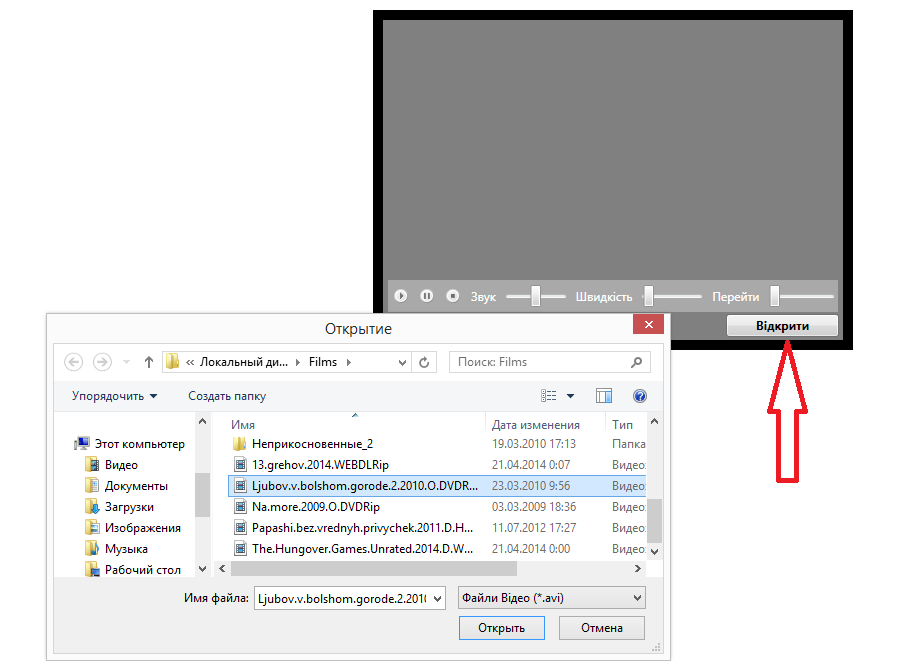 Звук Швидкість Перейти
Відкрити
Открытие
« Локальный ди... Films Поиск: Films
Упорядочить Создать папку
Имя Дата изменения Тип
Этот компьютер
Видео
Документы
Загрузки
Изображения
Музыка
Рабочий стол
Неприкосновенные_2 19.03.2010 17:13 Папка
13.grehov.2014.WEBDLRip 21.04.2014 0:07 Видео
Ljubov.v.bolshom.gorode.2.2010.O.DVDR... 23.03.2010 9:56 Видео
Na.more.2009.O.DVDRip 03.03.2009 18:36 Видео
Papashi.bez.vrednyh.privychek.2011.D.H... 11.07.2012 17:27 Видео
The.Hungover.Games.Unrated.2014.D.W... 21.04.2014 0:00 Видео
Имя файла: Ljubov.v.bolshom.gorode.2.2010 Файли Відео (*.avi)
Открыть Отмена